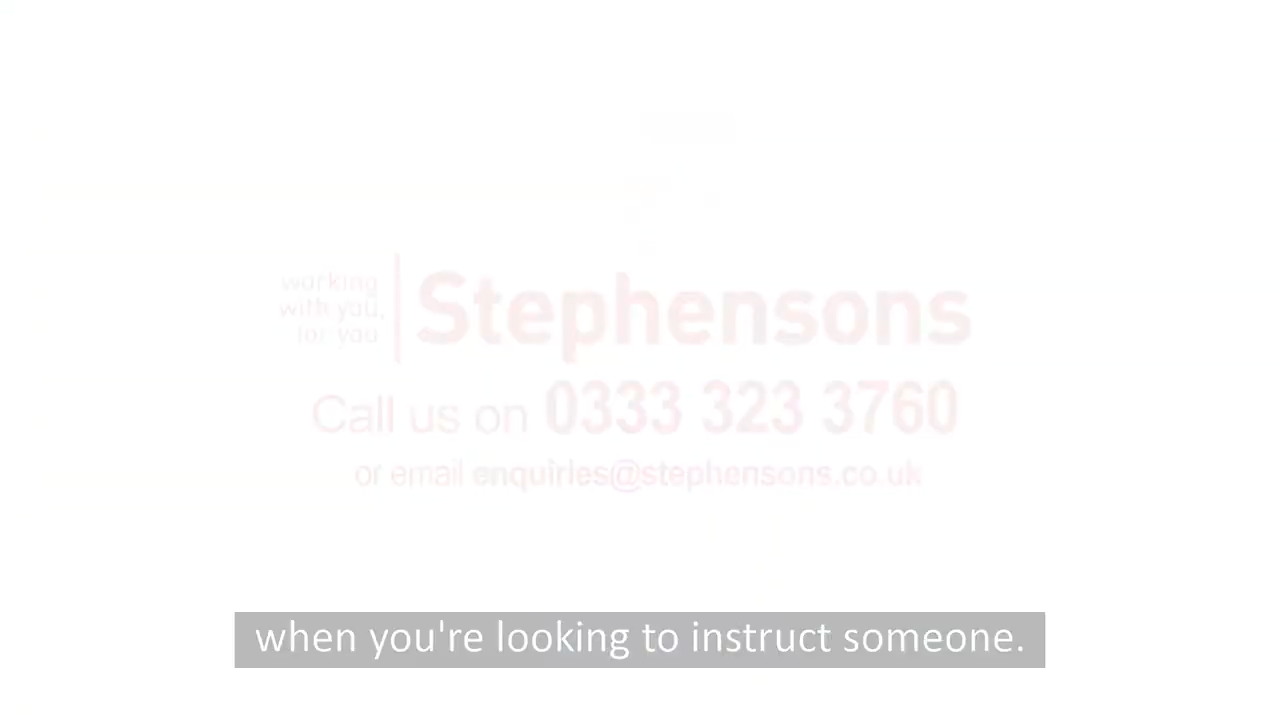 working
with you,
for you
Stephensons
Call us on 0333 323 3760
or email enquiries@stephensons.co.uk
when you're looking to instruct someone.